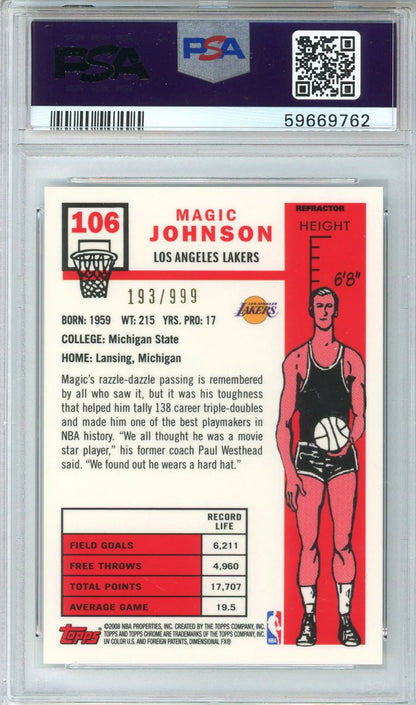 PSA
PSA
59669762
106
MAGIC
JOHNSON
LOS ANGELES LAKERS
193/999
LOS ANGELES
LAKERS
BORN: 1959 WT: 215 YRS. PRO: 17
COLLEGE: Michigan State
HOME: Lansing, Michigan
Magic's razzle-dazzle passing is remembered
by all who saw it, but it was his toughness
that helped him tally 138 career triple-doubles
and made him one of the best playmakers in
NBA history. “We all thought he was a movie
star player,” his former coach Paul Westhead
said. “We found out he wears a hard hat.”
REFRACTOR
HEIGHT
6'8"
RECORD
LIFE
FIELD GOALS 6,211
FREE THROWS 4,960
TOTAL POINTS 17,707
AVERAGE GAME 19.5
Topps
©2008 NBA PROPERTIES, INC. CREATED BY THE TOPPS COMPANY, INC.
TOPPS AND TOPPS CHROME ARE TRADEMARKS OF THE TOPPS COMPANY, INC.
UV COLOR U.S. AND FOREIGN PATENTS, DIMENSIONAL FX®
NBA